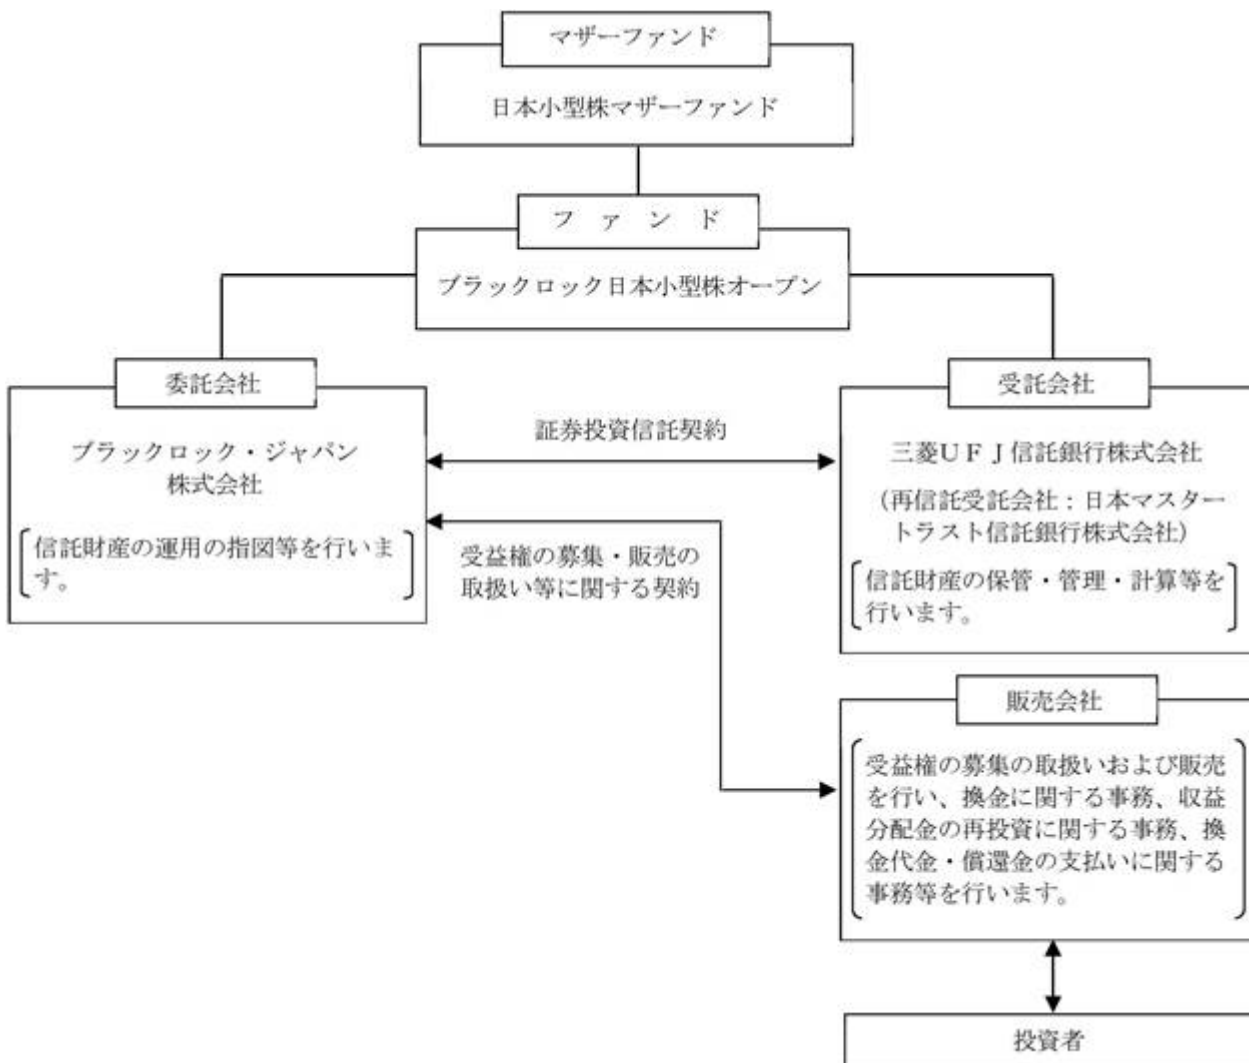 マザーファンド
日本小型株マザーファンド
ファンド
ブラックロック日本小型株オープン
委託会社
ブラックロック・ジャパン
株式会社
信託財産の運用の指図等を行いま
す。
証券投資信託契約
受益権の募集・販売の
取扱い等に関する契約
受託会社
三菱UFJ信託銀行株式会社
(再信託受託会社:日本マスター
トラスト信託銀行株式会社)
信託財産の保管・管理・計算等を
行います。
販売会社
受益権の募集の取扱いおよび販売
を行い、換金に関する事務、収益
分配金の再投資に関する事務、換
金代金・償還金の支払いに関する
事務等を行います。
投資者